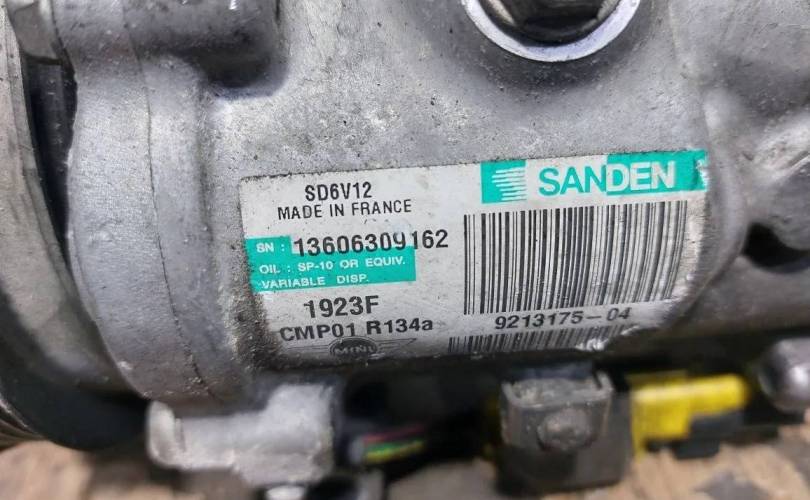 SD6V12
MADE IN FRANCE
SANDEN
SN : 13606309162
OIL : SP-10 OR EQUIV.
VARIABLE DISP.
1923F
CMP01 R134a
9213175-04
MINI